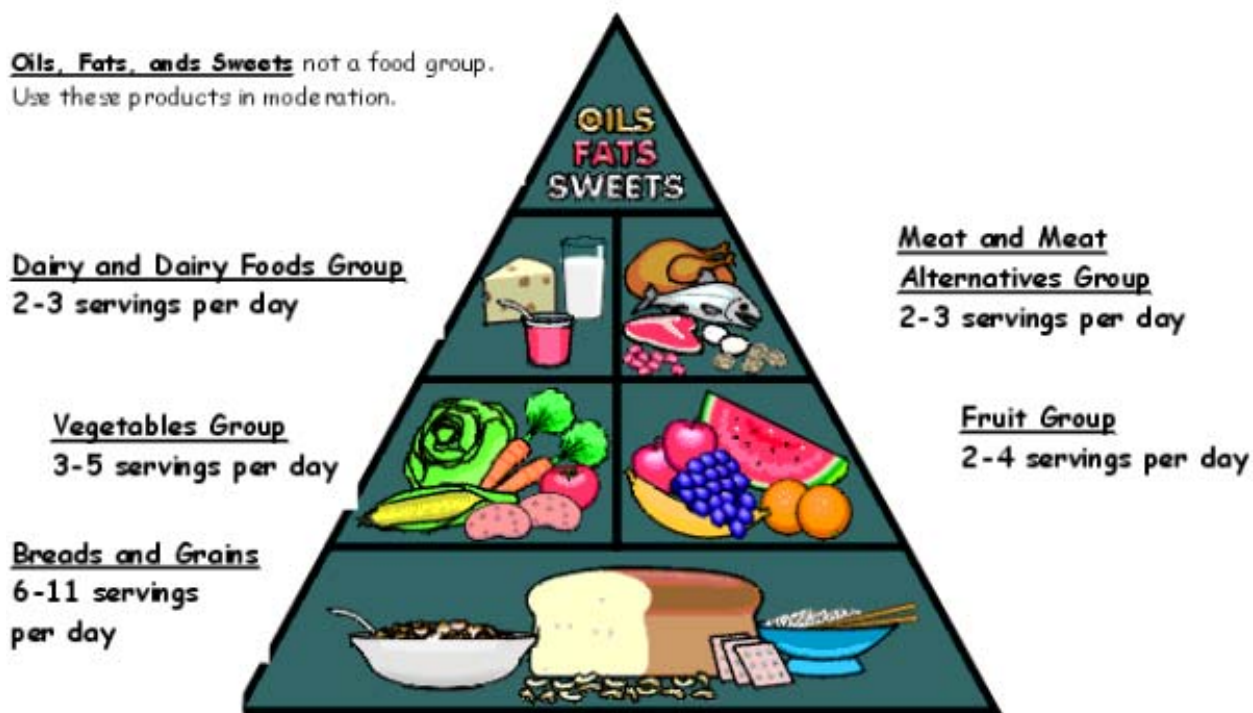 Oils, Fats, ands Sweets not a food group.
Use these products in moderation.
OILS
FATS
SWEETS
Dairy and Dairy Foods Group
2-3 servings per day
Meat and Meat
Alternatives Group
2-3 servings per day
Vegetables Group
3-5 servings per day
Fruit Group
2-4 servings per day
Breads and Grains
6-11 servings
per day